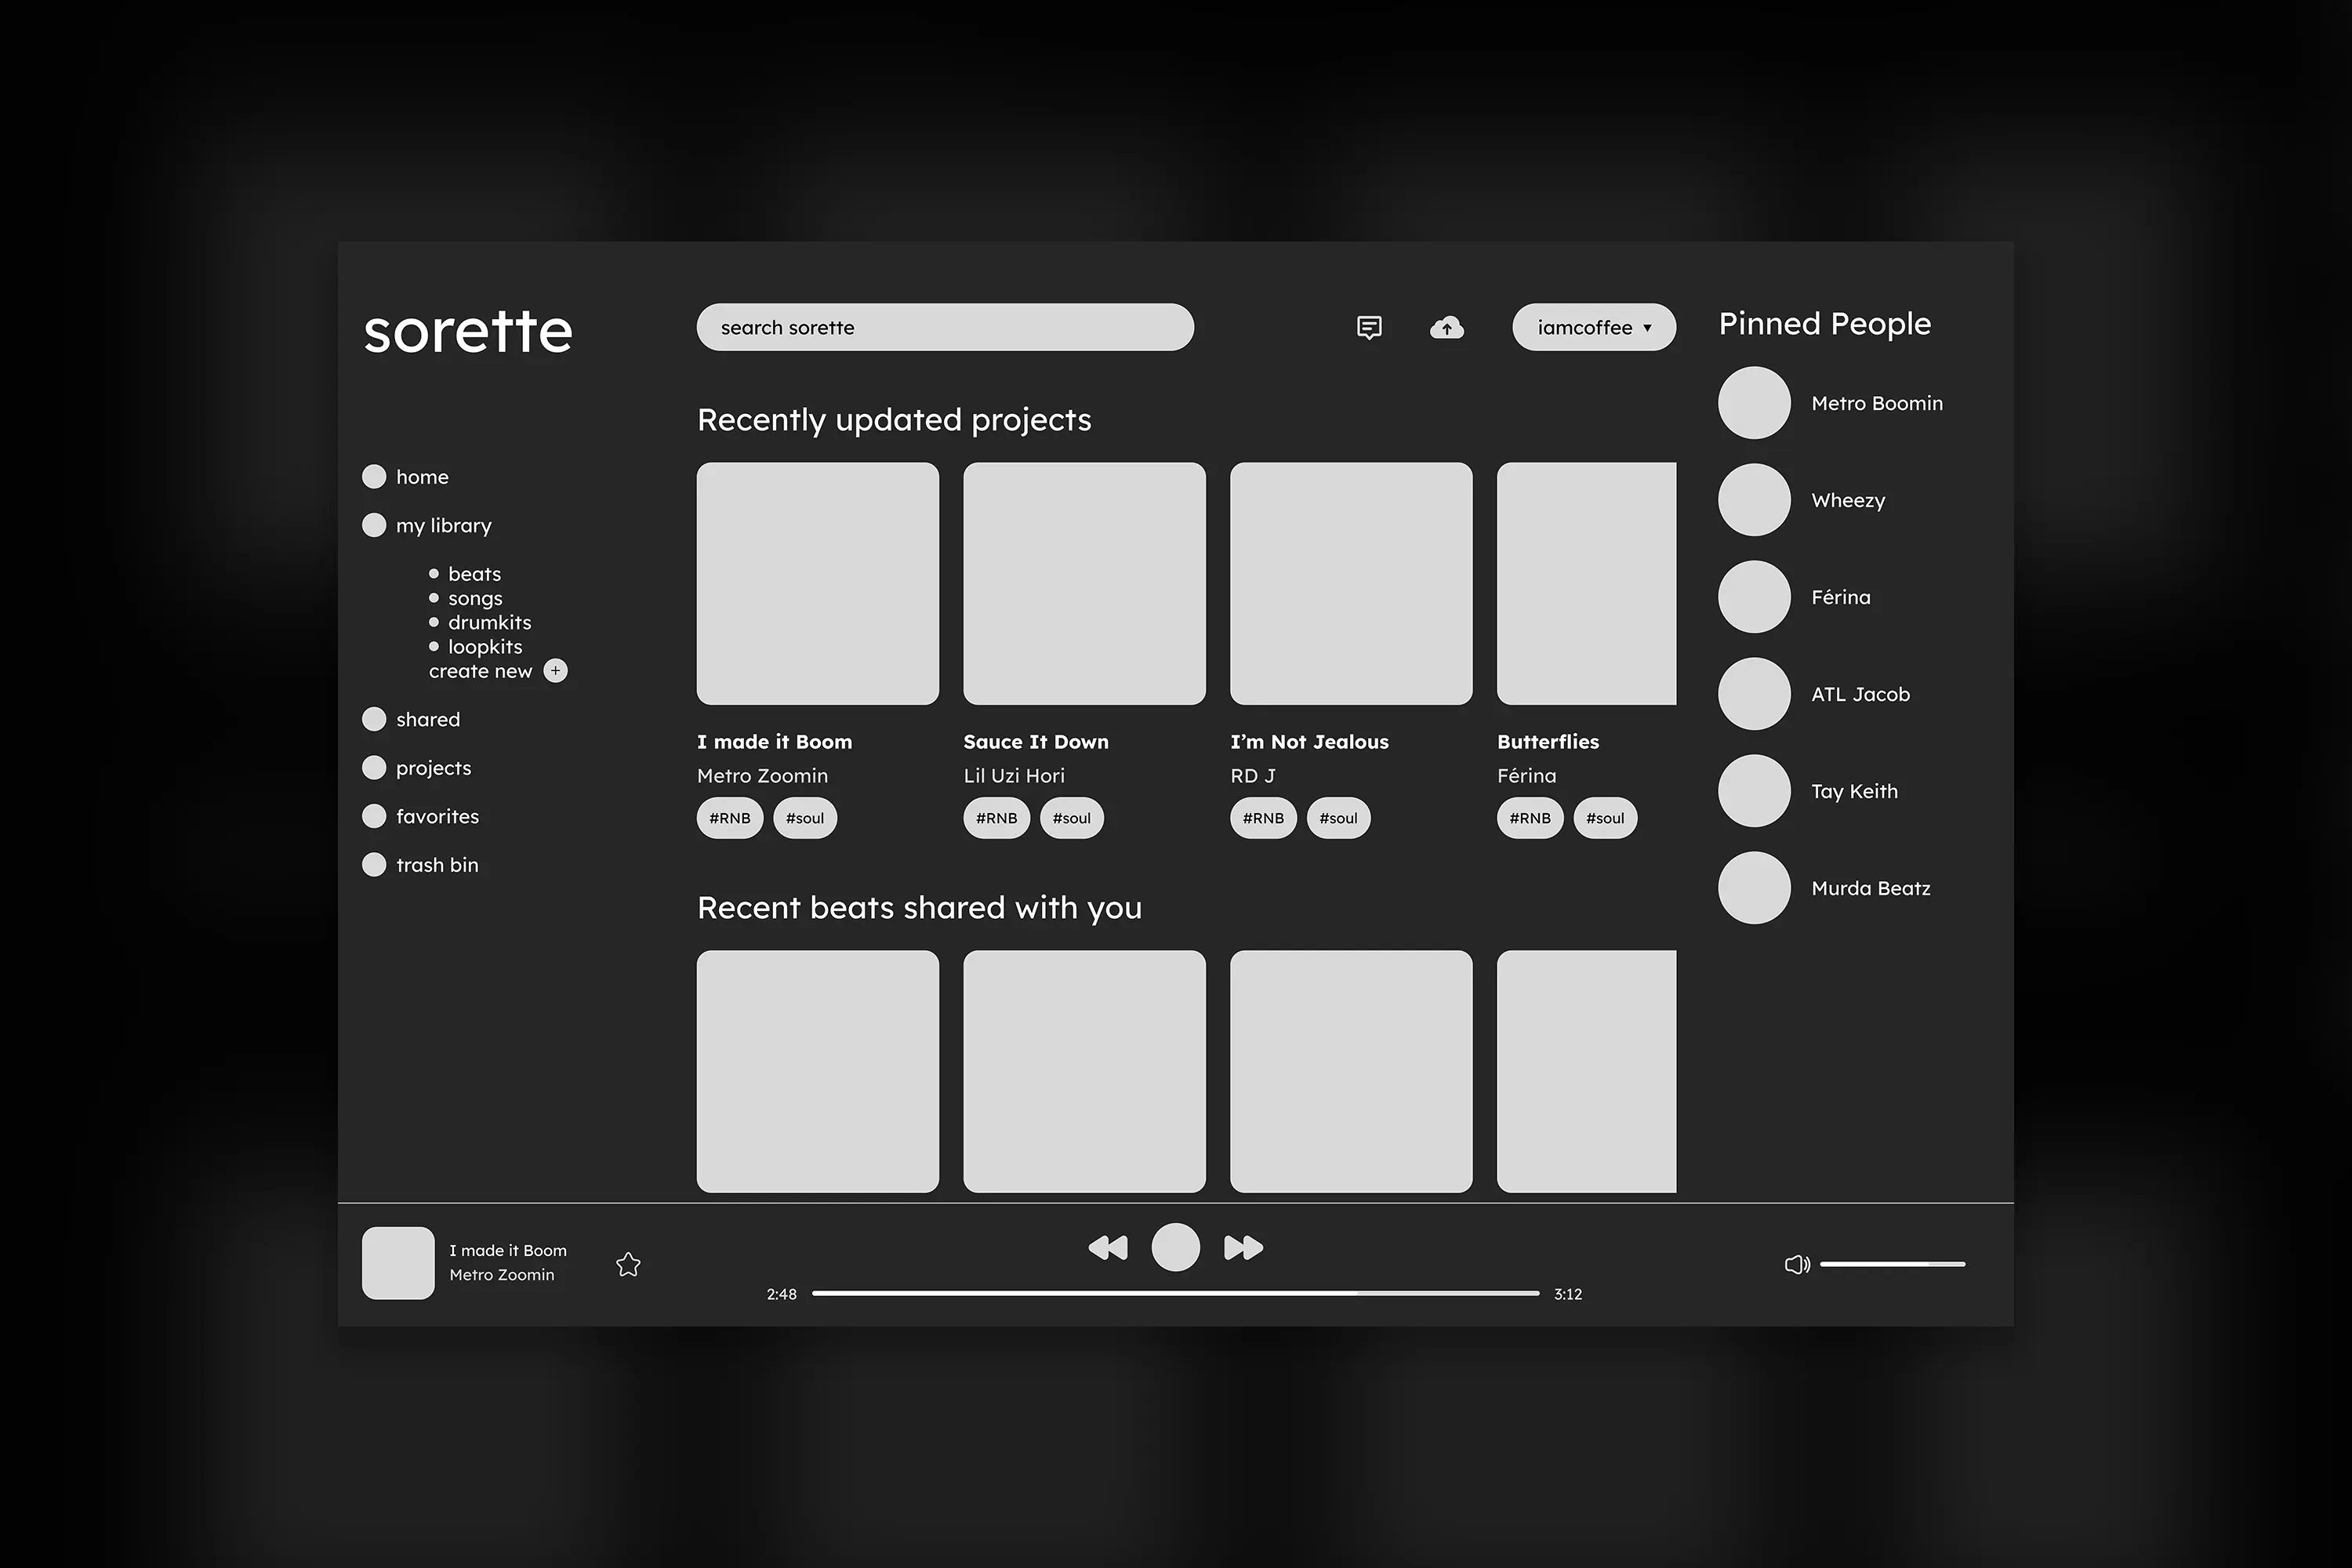 sorette
search sorette
iamcoffee ▼
Pinned People
home
my library
beats
songs
drumkits
loopkits
create new +
shared
projects
favorites
trash bin
Recently updated projects
I made it Boom
Metro Zoomin
#RNB #soul
Sauce It Down
Lil Uzi Hori
#RNB #soul
I’m Not Jealous
RD J
#RNB #soul
Butterflies
Férina
#RNB #soul
Recent beats shared with you
Metro Boomin
Wheezy
Férina
ATL Jacob
Tay Keith
Murda Beatz
I made it Boom
Metro Zoomin
2:48
3:12